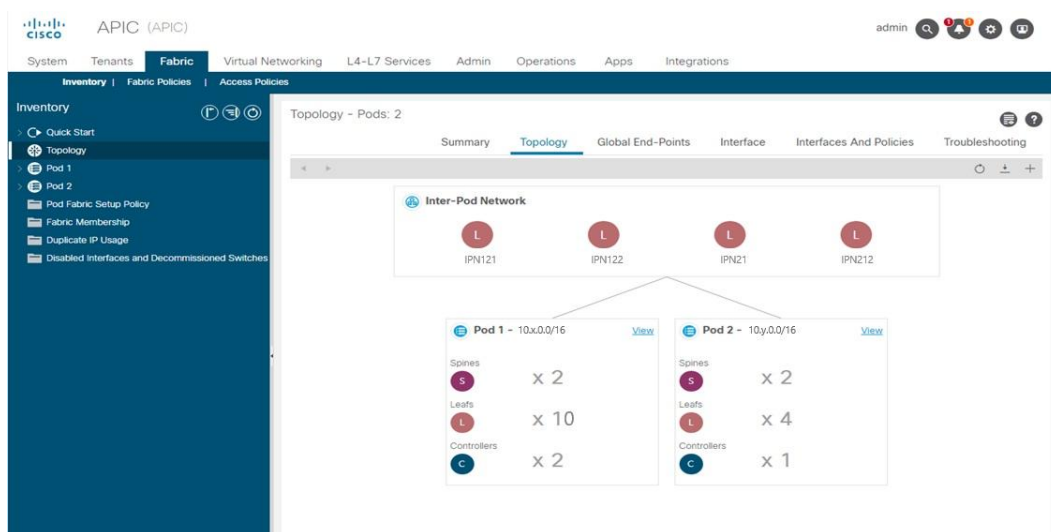 CISCO
APIC (APIC)
admin
1
System Tenants Fabric Virtual Networking L4-L7 Services Admin Operations Apps Integrations
Inventory | Fabric Policies | Access Policies
Inventory
Quick Start
Topology
Pod 1
Pod 2
Pod Fabric Setup Policy
Fabric Membership
Duplicate IP Usage
Disabled Interfaces and Decommissioned Switches
Topology - Pods: 2
Summary Topology Global End-Points Interface Interfaces And Policies Troubleshooting
Inter-Pod Network
L L L L
IPN121 IPN122 IPN21 IPN212
Pod 1 - 10.x.0.0/16 View
Spines
S x 2
Leafs
L x 10
Controllers
C x 2
Pod 2 - 10.y.0.0/16 View
Spines
S x 2
Leafs
L x 4
Controllers
C x 1